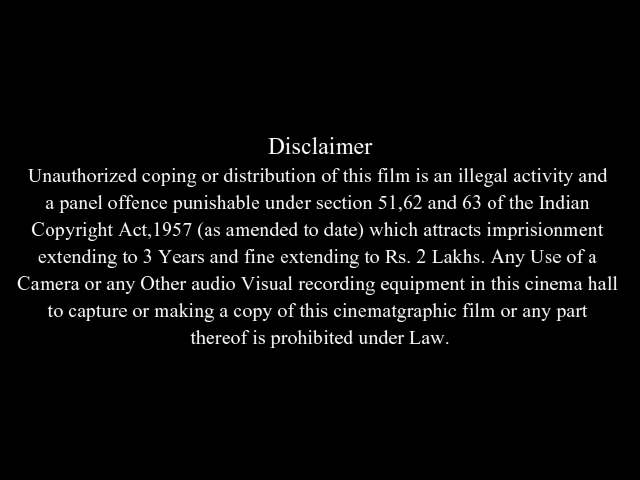 Disclaimer
Unauthorized coping or distribution of this film is an illegal activity and
a panel offence punishable under section 51,62 and 63 of the Indian
Copyright Act,1957 (as amended to date) which attracts imprisionment
extending to 3 Years and fine extending to Rs. 2 Lakhs. Any Use of a
Camera or any Other audio Visual recording equipment in this cinema hall
to capture or making a copy of this cinematgraphic film or any part
thereof is prohibited under Law.